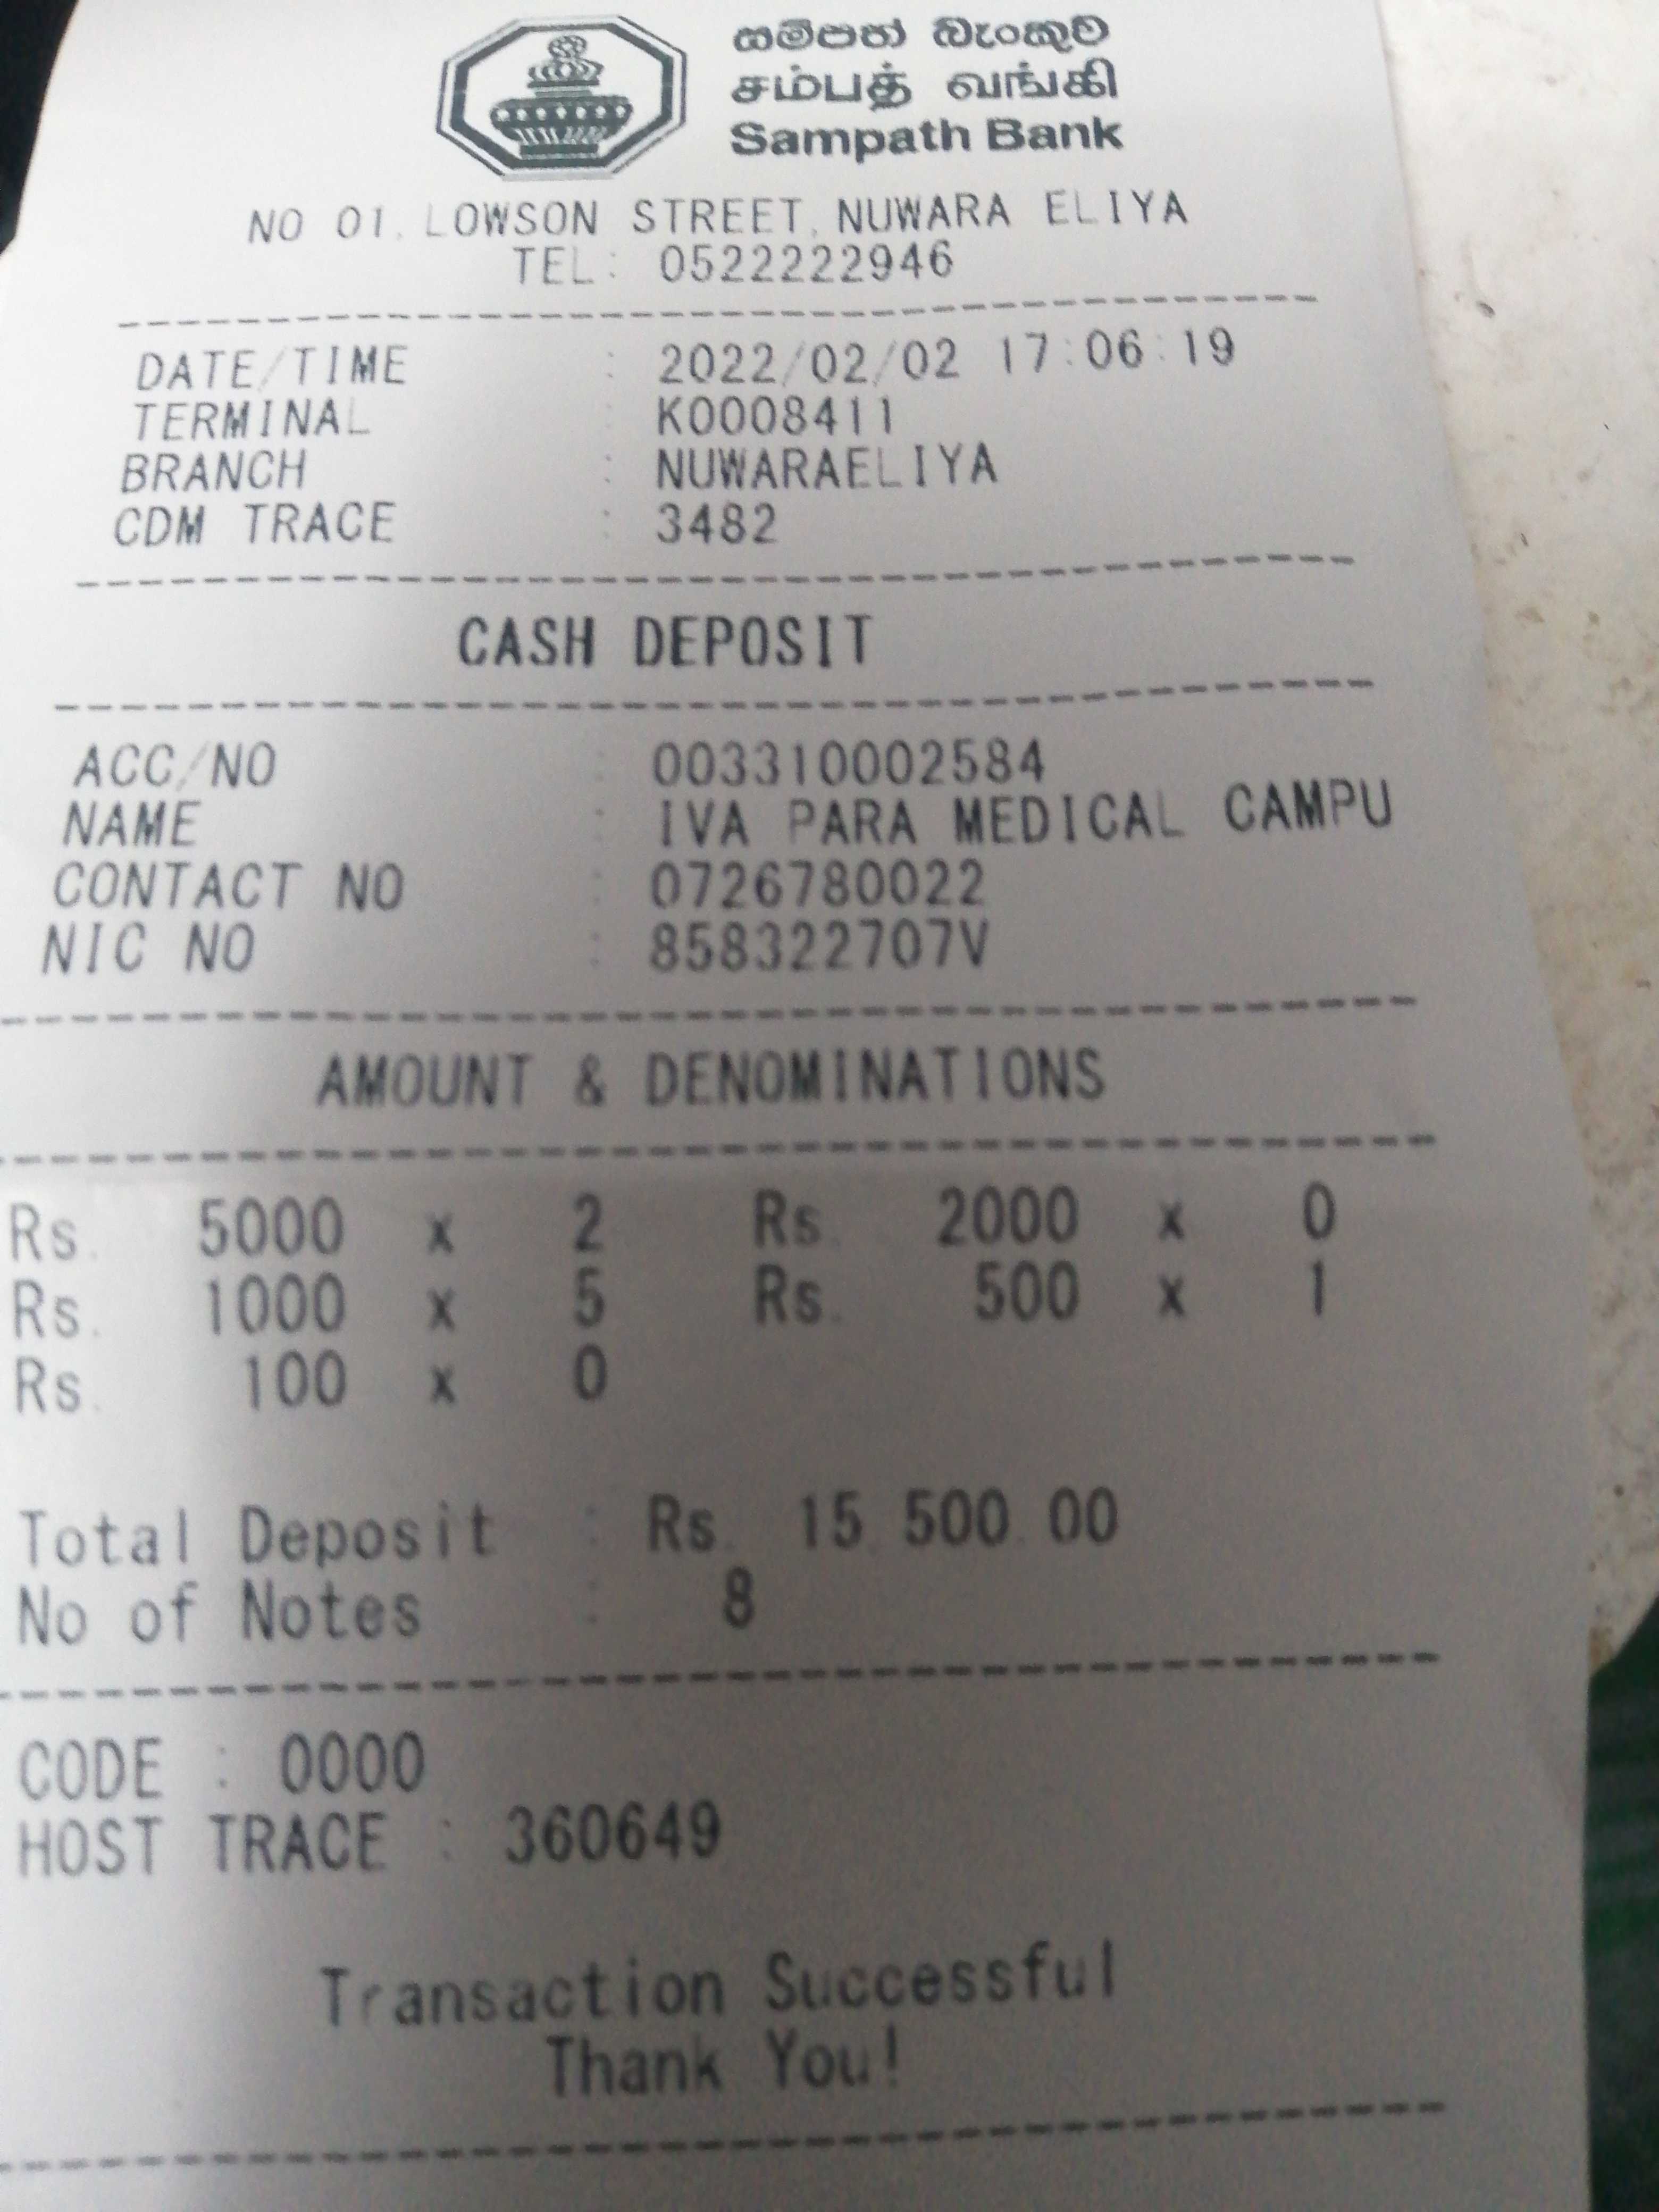 සම්පත් බැංකුව
சம்பத் வங்கி
Sampath Bank
NO 01, LOWSON STREET, NUWARA ELIYA
TEL: 0522222946
DATE/TIME : 2022/02/02 17:06:19
TERMINAL : K0008411
BRANCH : NUWARAELIYA
CDM TRACE : 3482
CASH DEPOSIT
ACC/NO : 003310002584
NAME : IVA PARA MEDICAL CAMPU
CONTACT NO : 0726780022
NIC NO : 858322707V
AMOUNT & DENOMINATIONS
Rs. 5000 x 2 Rs. 2000 x 0
Rs. 1000 x 5 Rs. 500 x 1
Rs. 100 x 0
Total Deposit : Rs. 15,500.00
No of Notes : 8
CODE : 0000
HOST TRACE : 360649
Transaction Successful
Thank You!